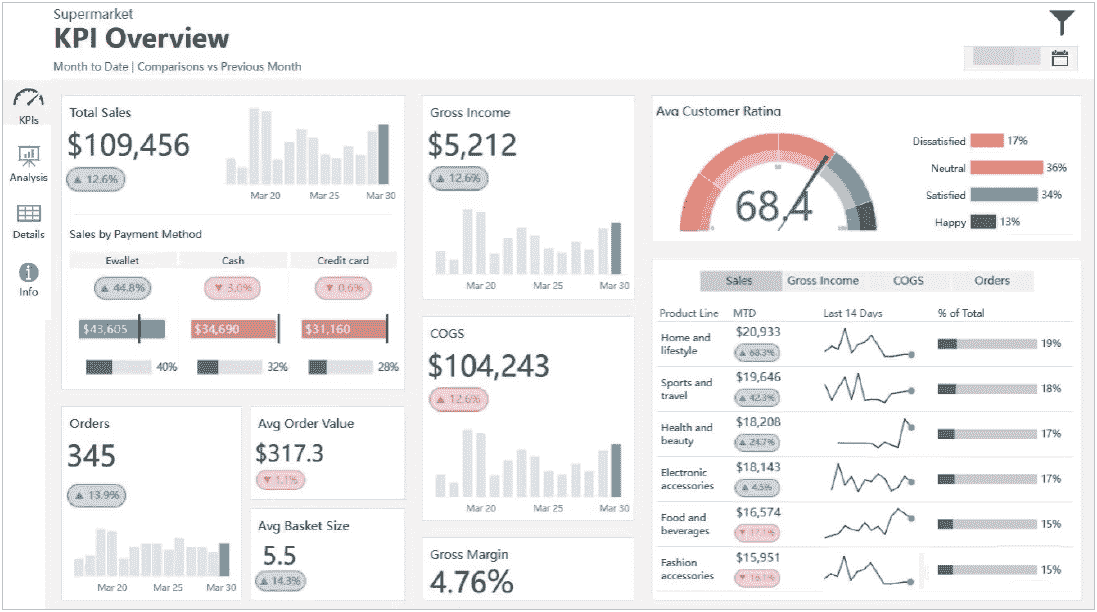 Supermarket
KPI Overview
Month to Date | Comparisons vs Previous Month
KPIs
Analysis
Details
Info
Total Sales
$109,456
▲ 12.6%
Mar 20 Mar 25 Mar 30
Sales by Payment Method
Ewallet Cash Credit card
▲ 44.8% ▼ 3.0% ▼ 0.6%
$43,605 $34,690 $31,160
40% 32% 28%
Orders
345
▲ 13.9%
Mar 20 Mar 25 Mar 30
Avg Order Value
$317.3
▼ 1.1%
Avg Basket Size
5.5
▲ 14.3%
Gross Income
$5,212
▲ 12.6%
Mar 20 Mar 25 Mar 30
COGS
$104,243
▲ 12.6%
Mar 20 Mar 25 Mar 30
Gross Margin
4.76%
Avg Customer Rating
68.4
Dissatisfied 17%
Neutral 36%
Satisfied 34%
Happy 13%
Sales Gross Income COGS Orders
Product Line MTD Last 14 Days % of Total
Home and lifestyle $20,933 ▲ 68.3% 19%
Sports and travel $19,646 ▲ 42.3% 18%
Health and beauty $18,208 ▲ 24.7% 17%
Electronic accessories $18,143 ▲ 4.5% 17%
Food and beverages $16,574 ▼ 15%
Fashion accessories $15,951 ▼ 15%